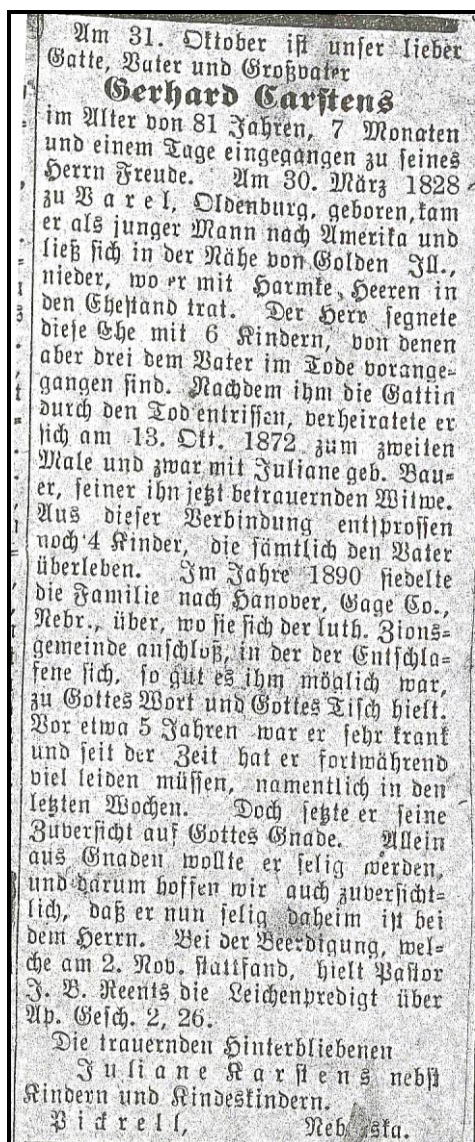 Am 31. Oktober ist unser lieber
Gatte, Vater und Großvater
Gerhard Carstens
im Alter von 81 Jahren, 7 Monaten
und einem Tage eingegangen zu seines
Herrn Freude. Am 30. März 1828
zu Varel, Oldenburg, geboren, kam
er als junger Mann nach Amerika und
ließ sich in der Nähe von Golden Ill.,
nieder, wo er mit Harmke Heeren in
den Ehestand trat. Der Herr segnete
diese Ehe mit 6 Kindern, von denen
aber drei dem Vater im Tode vorange-
gangen sind. Nachdem ihm die Gattin
durch den Tod entrissen, verheiratete er
sich am 13. Okt. 1872 zum zweiten
Male und zwar mit Juliane geb. Bau-
er, seiner ihn jetzt betrauernden Witwe.
Aus dieser Verbindung entsprossen
noch 4 Kinder, die sämtlich den Vater
überleben. Im Jahre 1890 siedelte
die Familie nach Hanover, Gage Co.,
Nebr., über, wo sie sich der luth. Zions-
gemeinde anschloß, in der der Entschla-
fene sich, so gut es ihm möglich war,
zu Gottes Wort und Gottes Tisch hielt.
Vor etwa 5 Jahren war er sehr krank
und seit der Zeit hat er fortwährend
viel leiden müssen, namentlich in den
letzten Wochen. Doch setzte er seine
Zuversicht auf Gottes Gnade. Allein
aus Gnaden wollte er selig werden,
und darum hoffen wir auch zuversicht-
lich, daß er nun selig daheim ist bei
dem Herrn. Bei der Beerdigung, wel-
che am 2. Nov. stattfand, hielt Pastor
J. B. Reents die Leichenpredigt über
Ap. Gesch. 2, 26.
Die trauernden Hinterbliebenen
Juliane Karstens nebst
Kindern und Kindeskindern.
Pickrell,